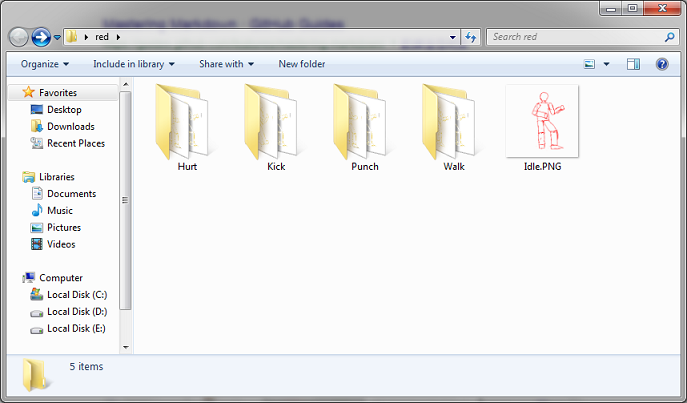 Mastering Markdown · GitHub Guides
red
Search red
Organize
Include in library
Share with
New folder
Favorites
Desktop
Downloads
Recent Places
Libraries
Documents
Music
Pictures
Videos
Computer
Local Disk (C:)
Local Disk (D:)
Local Disk (E:)
Hurt
Kick
Punch
Walk
Idle.PNG
5 items